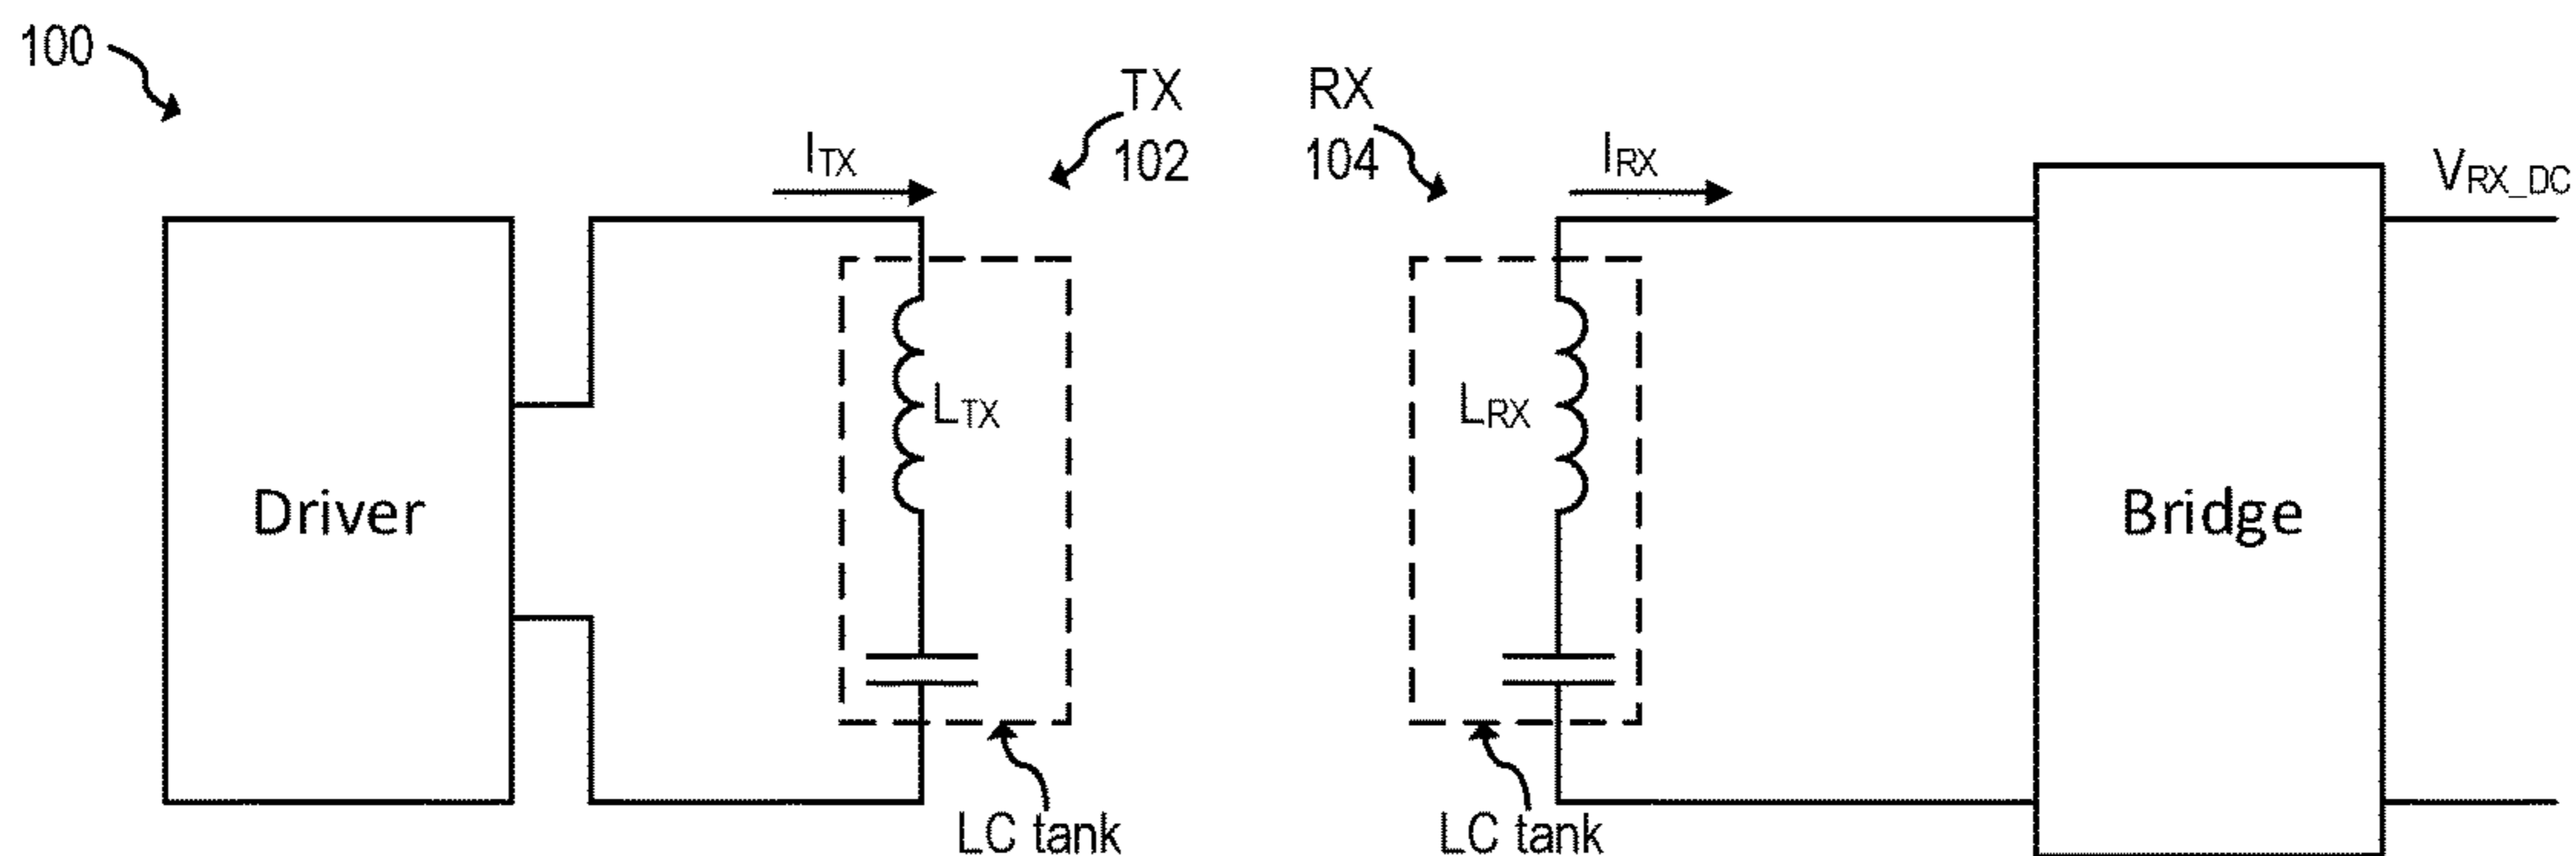 100
TX
102
RX
104
ITX
IRX
VRX_DC
LTX
LRX
Driver
Bridge
LC tank
LC tank